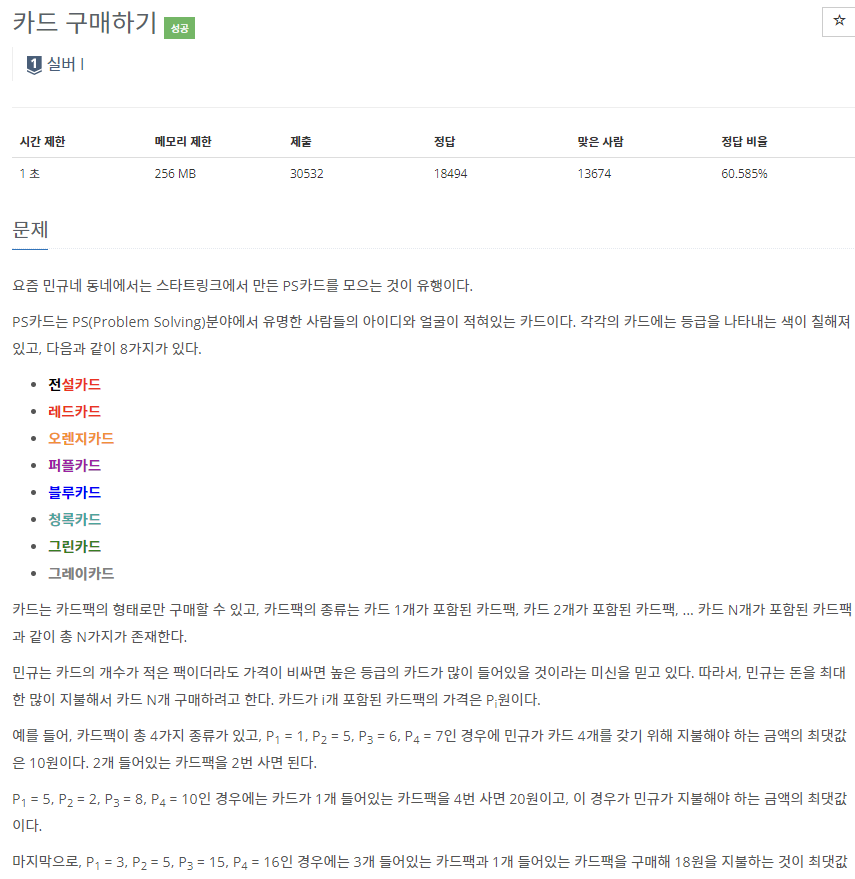 카드 구매하기 성공
1 실버 I
시간 제한 메모리 제한 제출 정답 맞은 사람 정답 비율
1 초 256 MB 30532 18494 13674 60.585%
문제
요즘 민규네 동네에서는 스타트링크에서 만든 PS카드를 모으는 것이 유행이다.
PS카드는 PS(Problem Solving)분야에서 유명한 사람들의 아이디와 얼굴이 적혀있는 카드이다. 각각의 카드에는 등급을 나타내는 색이 칠해져
있고, 다음과 같이 8가지가 있다.
• 전설카드
• 레드카드
• 오렌지카드
• 퍼플카드
• 블루카드
• 청록카드
• 그린카드
• 그레이카드
카드는 카드팩의 형태로만 구매할 수 있고, 카드팩의 종류는 카드 1개가 포함된 카드팩, 카드 2개가 포함된 카드팩, ... 카드 N개가 포함된 카드팩
과 같이 총 N가지가 존재한다.
민규는 카드의 개수가 적은 팩이더라도 가격이 비싸면 높은 등급의 카드가 많이 들어있을 것이라는 미신을 믿고 있다. 따라서, 민규는 돈을 최대
한 많이 지불해서 카드 N개 구매하려고 한다. 카드가 i개 포함된 카드팩의 가격은 Pi원이다.
예를 들어, 카드팩이 총 4가지 종류가 있고, P1 = 1, P2 = 5, P3 = 6, P4 = 7인 경우에 민규가 카드 4개를 갖기 위해 지불해야 하는 금액의 최댓값
은 10원이다. 2개 들어있는 카드팩을 2번 사면 된다.
P1 = 5, P2 = 2, P3 = 8, P4 = 10인 경우에는 카드가 1개 들어있는 카드팩을 4번 사면 20원이고, 이 경우가 민규가 지불해야 하는 금액의 최댓값
이다.
마지막으로, P1 = 3, P2 = 5, P3 = 15, P4 = 16인 경우에는 3개 들어있는 카드팩과 1개 들어있는 카드팩을 구매해 18원을 지불하는 것이 최댓값